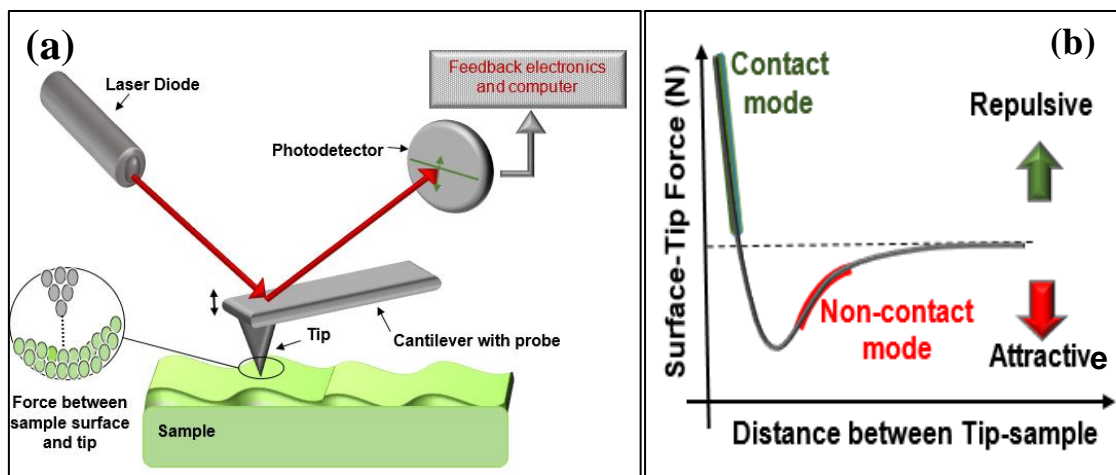 (a)
Laser Diode
Feedback electronics
and computer
Photodetector
Tip
Cantilever with probe
Force between
sample surface
and tip
Sample
(b)
Surface-Tip Force (N)
Contact
mode
Repulsive
Non-contact
mode
Attractive
Distance between Tip-sample